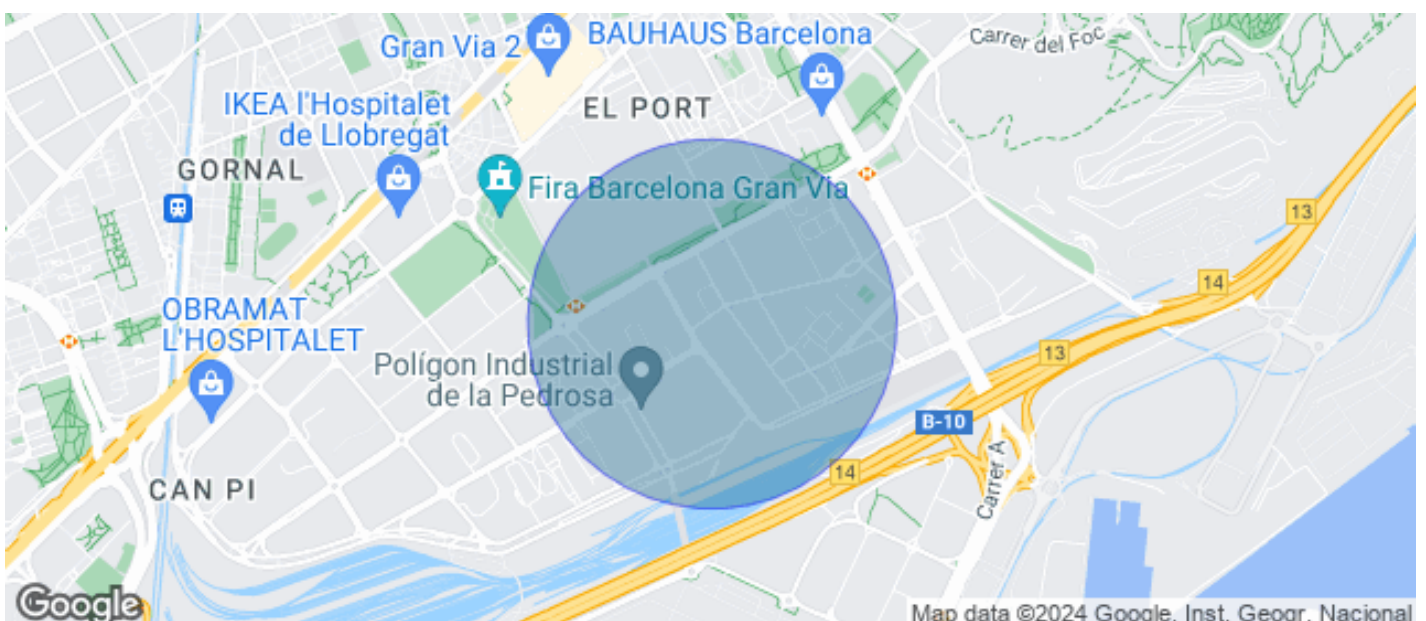 Gran Via 2
BAUHAUS Barcelona
Carrer del Foc
IKEA l'Hospitalet
de Llobregat
EL PORT
GORNAL
Fira Barcelona Gran Via
13
14
OBRAMAT
L'HOSPITALET
Polígon Industrial
de la Pedrosa
13
B-10
14
Carrer A
CAN PI
Google
Map data ©2024 Google, Inst. Geogr. Nacional